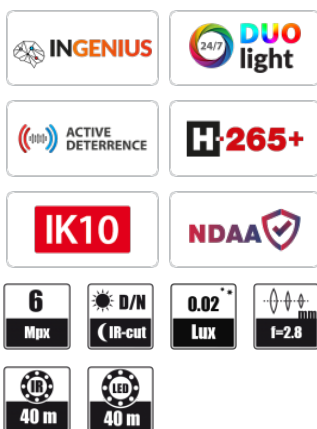 INGENIUS
24/7
DUO
light
ACTIVE
DETERRENCE
H.265+
IK10
NDAA
6
Mpx
D/N
IR-cut
0.02
Lux
mm
f=2.8
IR
40 m
LED
40 m